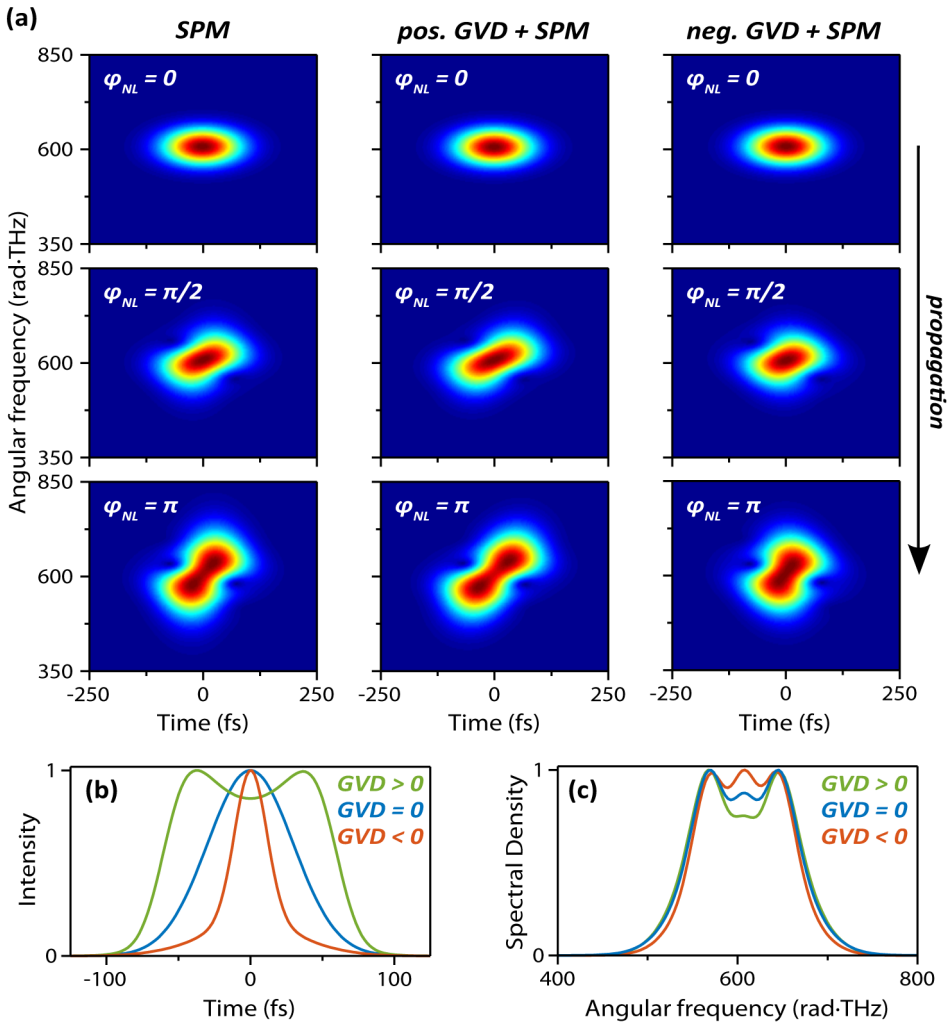 (a)
SPM
pos. GVD + SPM
neg. GVD + SPM
850
600
350
φNL = 0
φNL = 0
φNL = 0
850
600
350
φNL = π/2
φNL = π/2
φNL = π/2
850
600
350
φNL = π
φNL = π
φNL = π
Angular frequency (rad·THz)
propagation
-250 0 250
-250 0 250
-250 0 250
Time (fs)
Time (fs)
Time (fs)
(b)
GVD > 0
GVD = 0
GVD < 0
1
0
Intensity
-100 0 100
Time (fs)
(c)
GVD > 0
GVD = 0
GVD < 0
1
0
Spectral Density
400 600 800
Angular frequency (rad·THz)